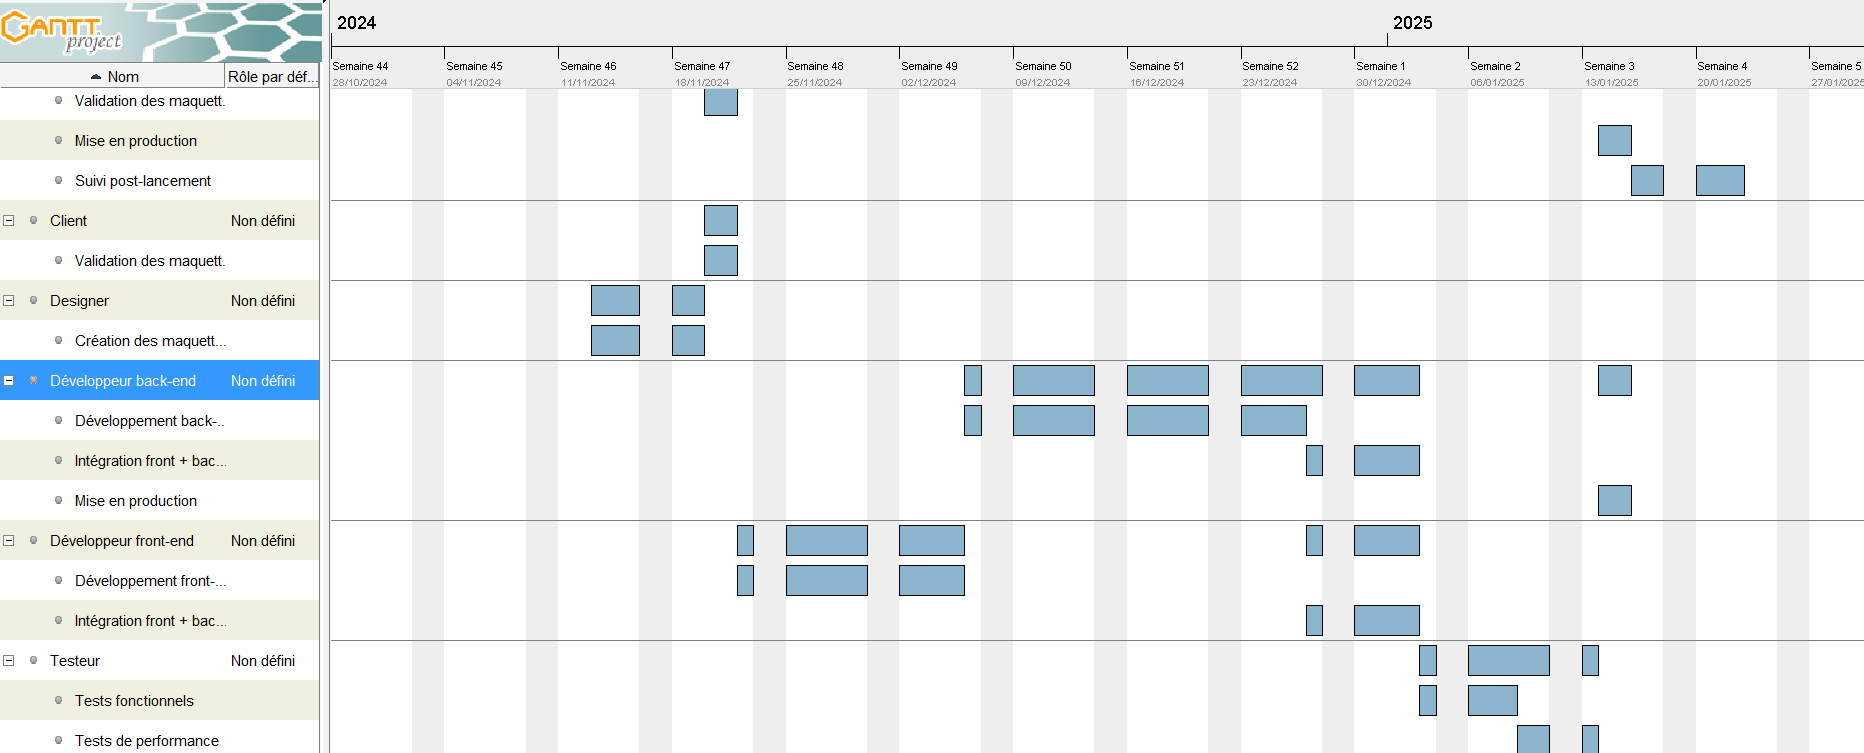 GANTT
project
2024
2025
Semaine 44
Semaine 45
Semaine 46
Semaine 47
Semaine 48
Semaine 49
Semaine 50
Semaine 51
Semaine 52
Semaine 1
Semaine 2
Semaine 3
Semaine 4
Semaine 5
Nom
Rôle par déf...
28/10/2024
04/11/2024
11/11/2024
18/11/2024
25/11/2024
02/12/2024
09/12/2024
16/12/2024
23/12/2024
30/12/2024
06/01/2025
13/01/2025
20/01/2025
27/01/2025
Validation des maquett.
Mise en production
Suivi post-lancement
Client Non défini
Validation des maquett.
Designer Non défini
Création des maquett...
Développeur back-end Non défini
Développement back-..
Intégration front + bac...
Mise en production
Développeur front-end Non défini
Développement front-...
Intégration front + bac...
Testeur Non défini
Tests fonctionnels
Tests de performance